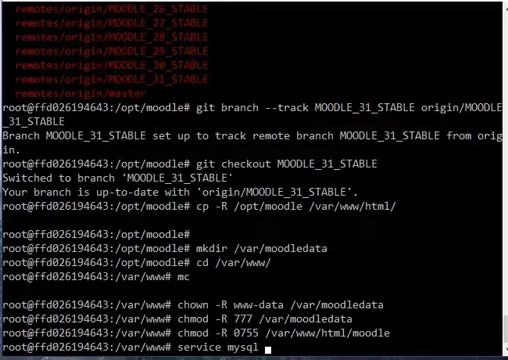 remotes/origin/MOODLE_26_STABLE
remotes/origin/MOODLE_27_STABLE
remotes/origin/MOODLE_28_STABLE
remotes/origin/MOODLE_29_STABLE
remotes/origin/MOODLE_30_STABLE
remotes/origin/MOODLE_31_STABLE
remotes/origin/master
root@ffd026194643:/opt/moodle# git branch --track MOODLE_31_STABLE origin/MOODLE
_31_STABLE
Branch MOODLE_31_STABLE set up to track remote branch MOODLE_31_STABLE from orig
in.
root@ffd026194643:/opt/moodle# git checkout MOODLE_31_STABLE
Switched to branch 'MOODLE_31_STABLE'
Your branch is up-to-date with 'origin/MOODLE_31_STABLE'.
root@ffd026194643:/opt/moodle# cp -R /opt/moodle /var/www/html/
root@ffd026194643:/opt/moodle#
root@ffd026194643:/opt/moodle# mkdir /var/moodledata
root@ffd026194643:/opt/moodle# cd /var/www/
root@ffd026194643:/var/www# mc
root@ffd026194643:/var/www# chown -R www-data /var/moodledata
root@ffd026194643:/var/www# chmod -R 777 /var/moodledata
root@ffd026194643:/var/www# chmod -R 0755 /var/www/html/moodle
root@ffd026194643:/var/www# service mysql